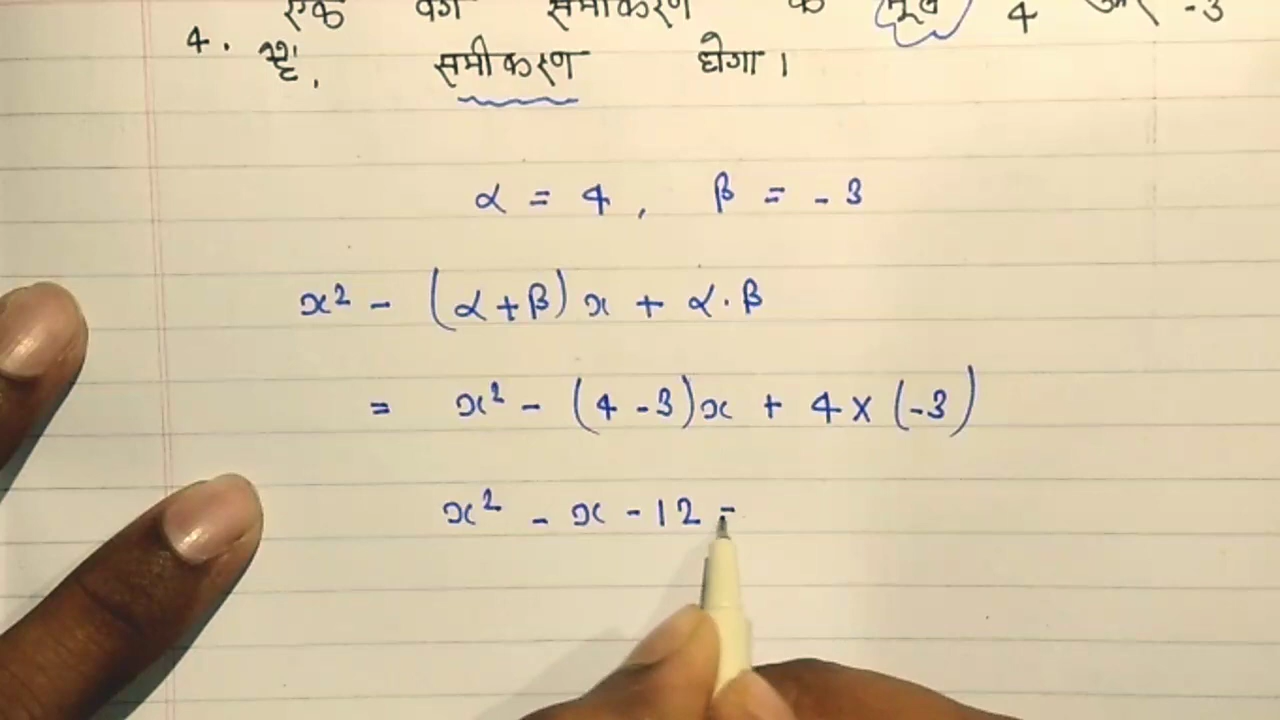 एक वर्ग समीकरण के मूल 4 और -3
4. हैं, समीकरण होगा।
α = 4, β = -3
x² - (α+β)x + α·β
= x² - (4-3)x + 4×(-3)
x² - x - 12 =